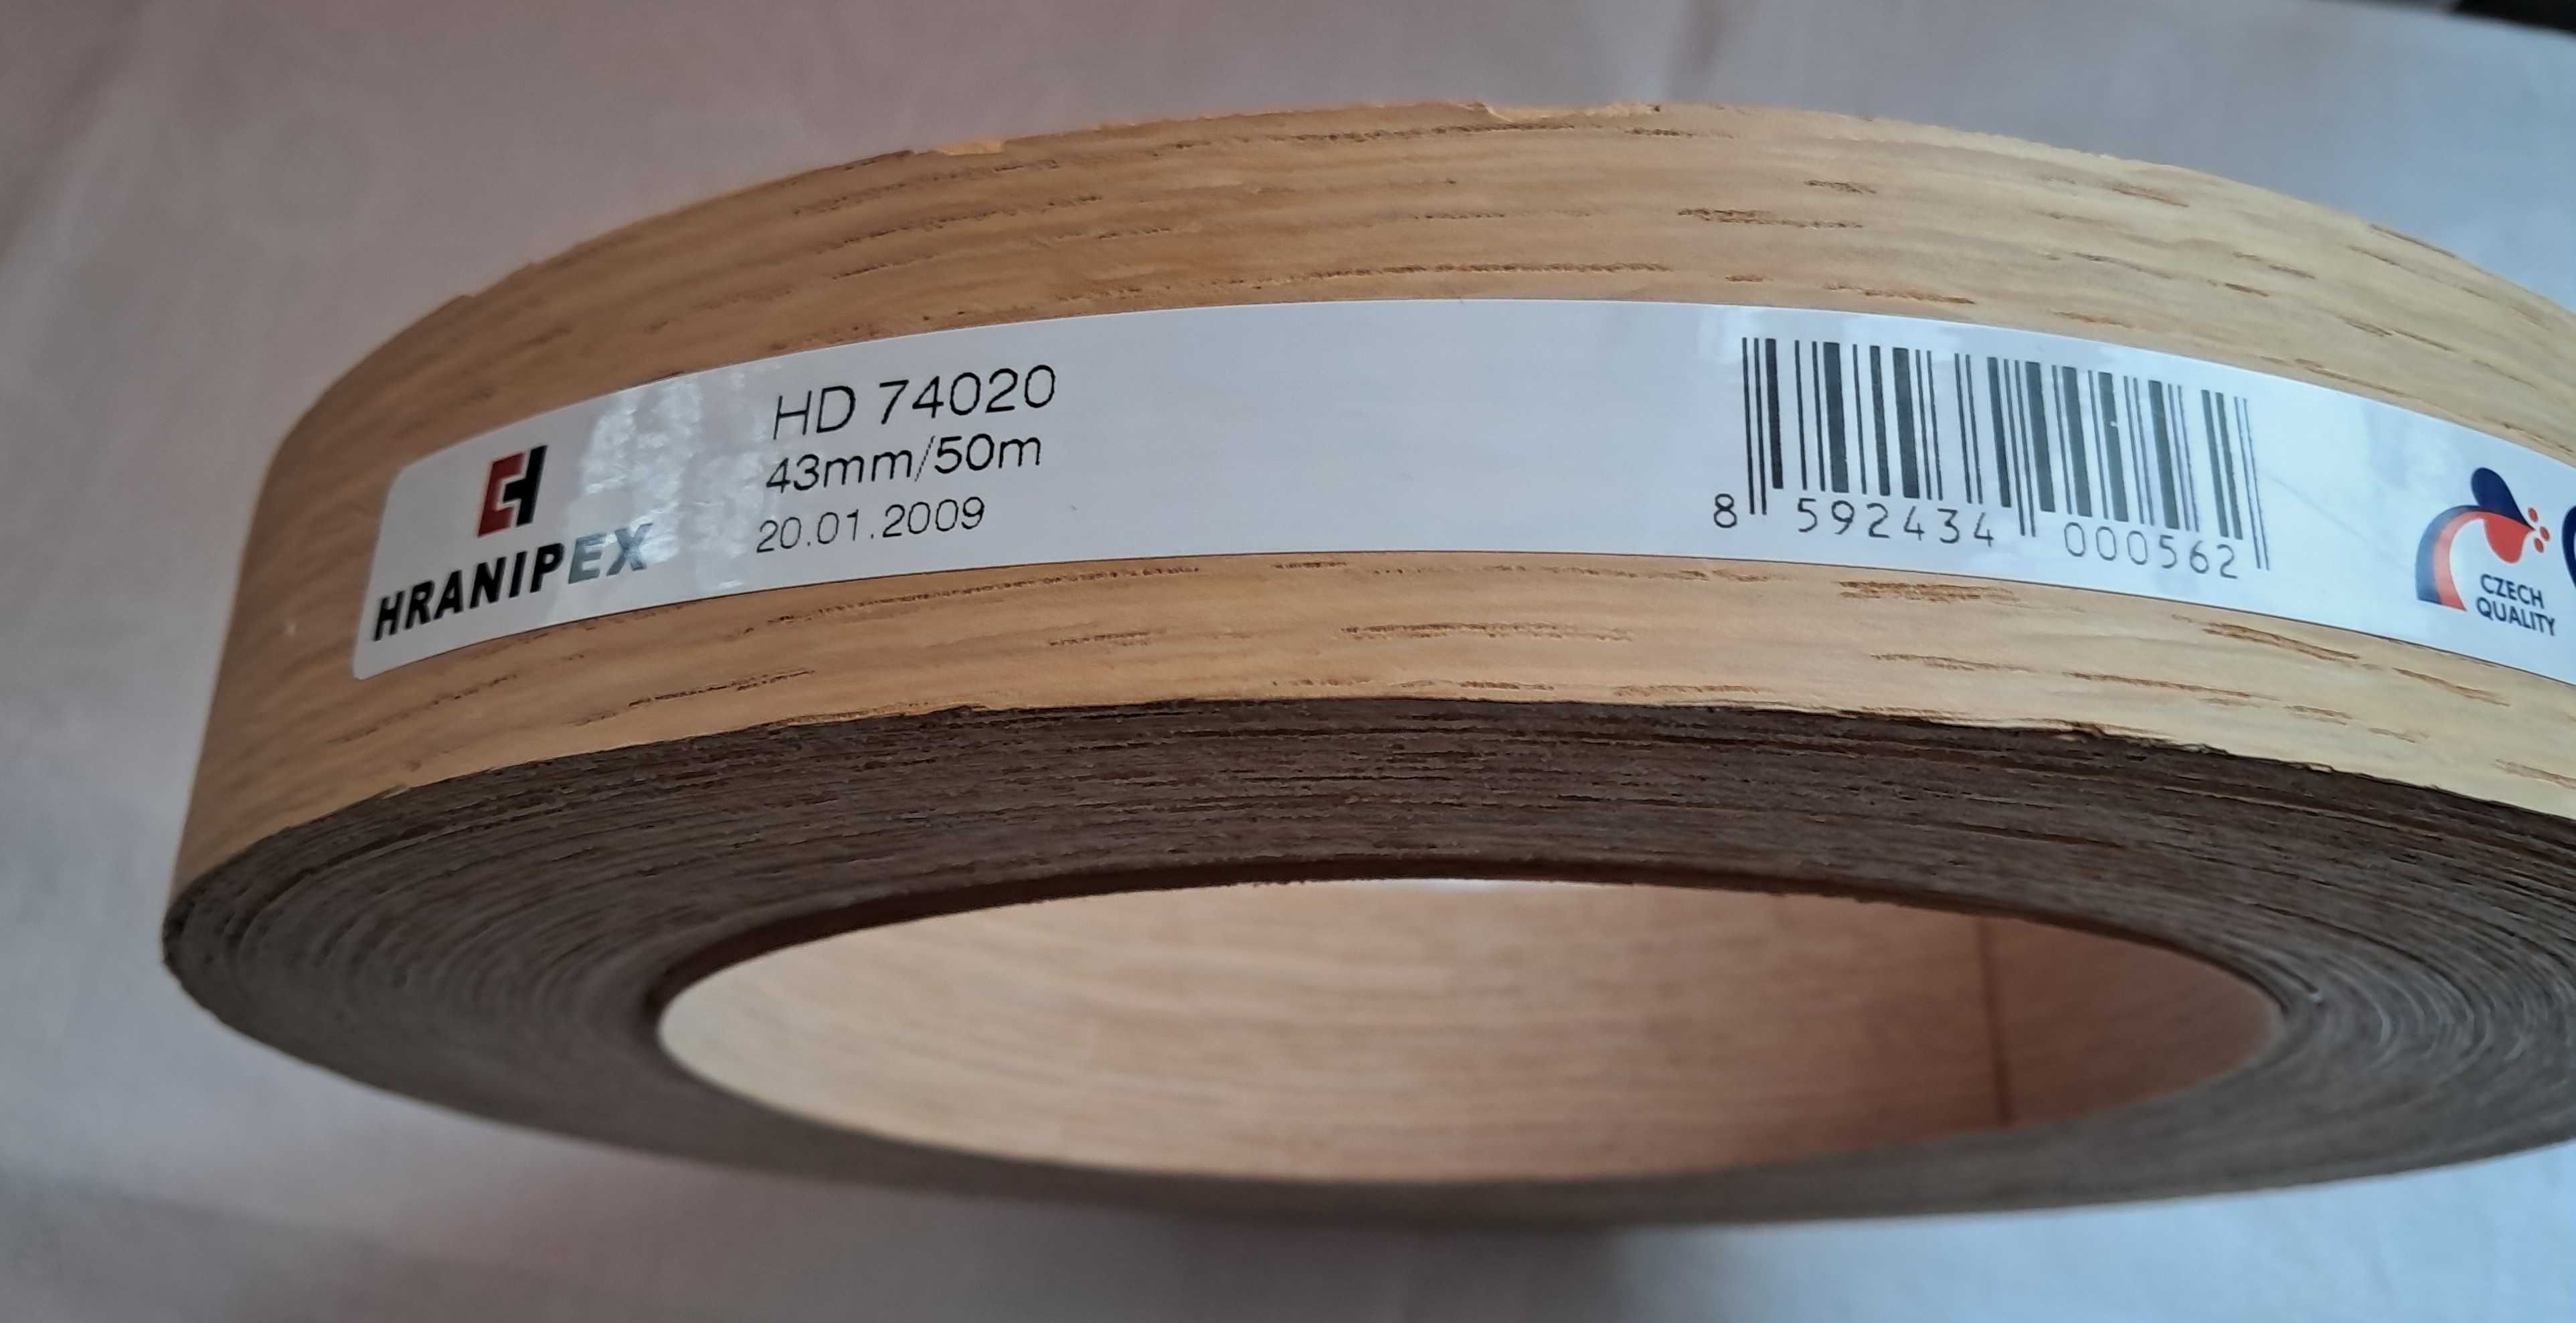 HRANIPEX
HD 74020
43mm/50m
20.01.2009
8 592434 000562
CZECH
QUALITY